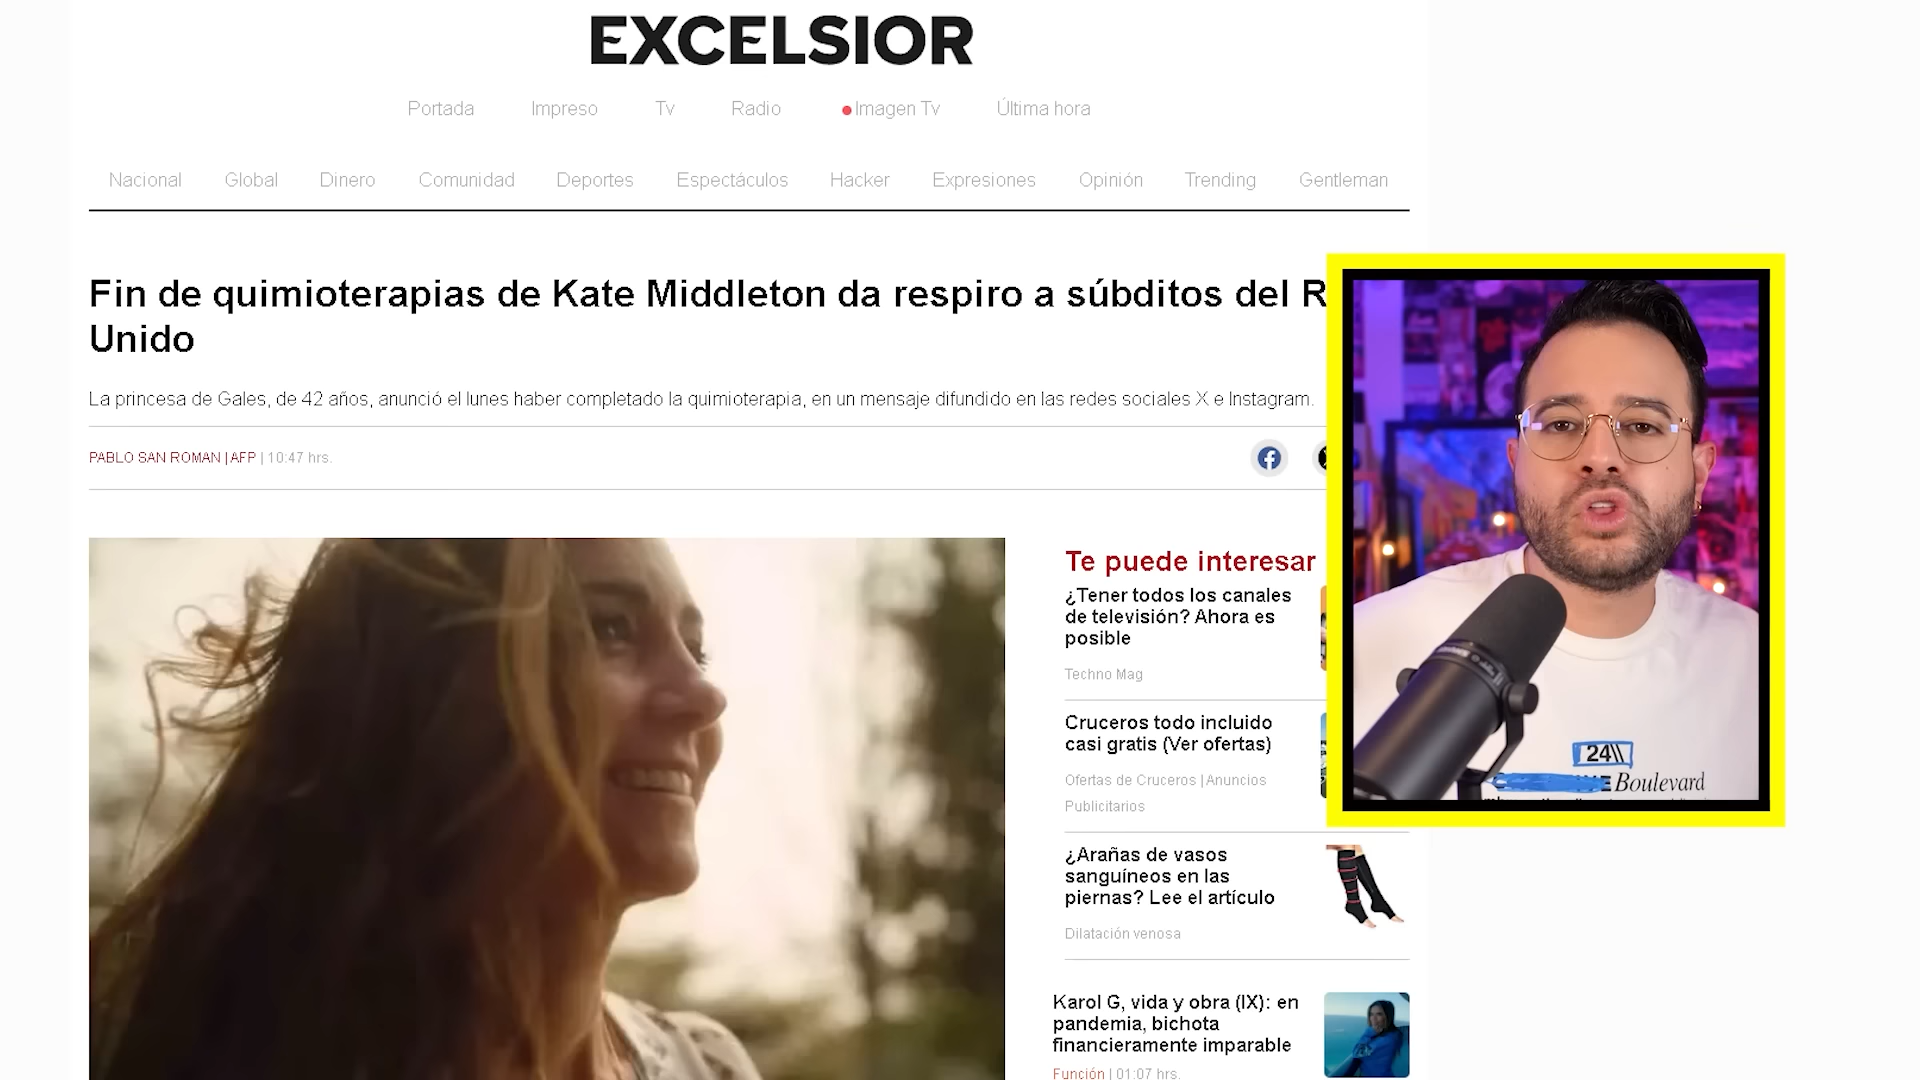 EXCELSIOR
Portada Impreso Tv Radio Imagen Tv Última hora
Nacional Global Dinero Comunidad Deportes Espectáculos Hacker Expresiones Opinión Trending Gentleman
Fin de quimioterapias de Kate Middleton da respiro a súbditos del R
Unido
La princesa de Gales, de 42 años, anunció el lunes haber completado la quimioterapia, en un mensaje difundido en las redes sociales X e Instagram.
PABLO SAN ROMAN | AFP | 10:47 hrs.
Te puede interesar
¿Tener todos los canales
de televisión? Ahora es
posible
Techno Mag
Cruceros todo incluido
casi gratis (Ver ofertas)
Ofertas de Cruceros | Anuncios
Publicitarios
¿Arañas de vasos
sanguíneos en las
piernas? Lee el artículo
Dilatación venosa
Karol G, vida y obra (IX): en
pandemia, bichota
financieramente imparable
Función | 01:07 hrs.
24\\
Boulevard